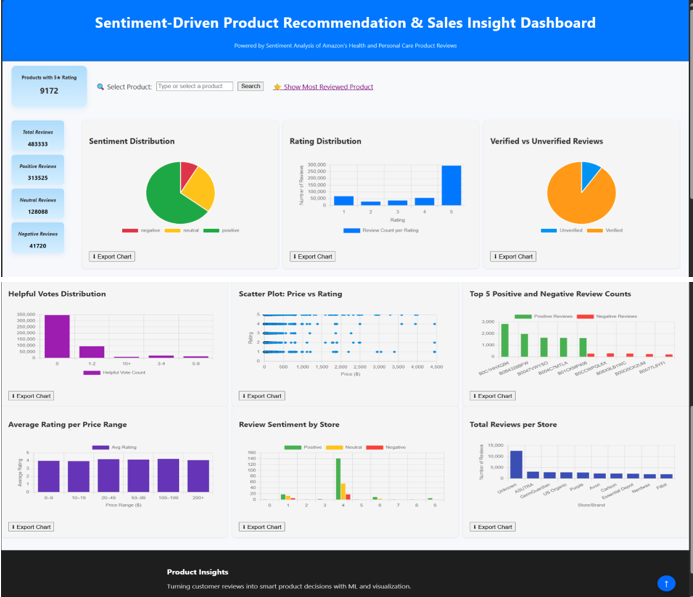 Sentiment-Driven Product Recommendation & Sales Insight Dashboard
Powered by Sentiment Analysis of Amazon's Health and Personal Care Product Reviews
Products with 5★ Rating
9172
🔍 Select Product: Type or select a product Search ⭐ Show Most Reviewed Product
Total Reviews
483333
Positive Reviews
313525
Neutral Reviews
128088
Negative Reviews
41720
Sentiment Distribution
negative neutral positive
⬇ Export Chart
Rating Distribution
Number of Reviews
300,000
250,000
200,000
150,000
100,000
50,000
0
1 2 3 4 5
Rating
Review Count per Rating
⬇ Export Chart
Verified vs Unverified Reviews
Unverified Verified
⬇ Export Chart
Helpful Votes Distribution
350,000
300,000
250,000
200,000
150,000
100,000
50,000
0
0 1-2 10+ 3-4 5-9
Helpful Vote Count
⬇ Export Chart
Scatter Plot: Price vs Rating
Rating
5
4
3
2
1
0
0 500 1,000 1,500 2,000 2,500 3,000 3,500 4,000 4,500
Price ($)
⬇ Export Chart
Top 5 Positive and Negative Review Counts
Positive Reviews Negative Reviews
3,000
2,000
1,000
0
⬇ Export Chart
Average Rating per Price Range
Avg Rating
Average Rating
5
4
3
2
1
0
0-9 10-19 20-49 50-99 100-199 200+
Price Range ($)
⬇ Export Chart
Review Sentiment by Store
Positive Neutral Negative
160
140
120
100
80
60
40
20
0
0 1 2 3 4 5 6 7 8 9
⬇ Export Chart
Total Reviews per Store
Number of Reviews
15,000
10,000
5,000
0
Unknown ASUTRA GermGuardian US Organic Purple Avon Carson Essential Depot Nertwax Fitbit
Store/Brand
⬇ Export Chart
Product Insights
Turning customer reviews into smart product decisions with ML and visualization.
↑